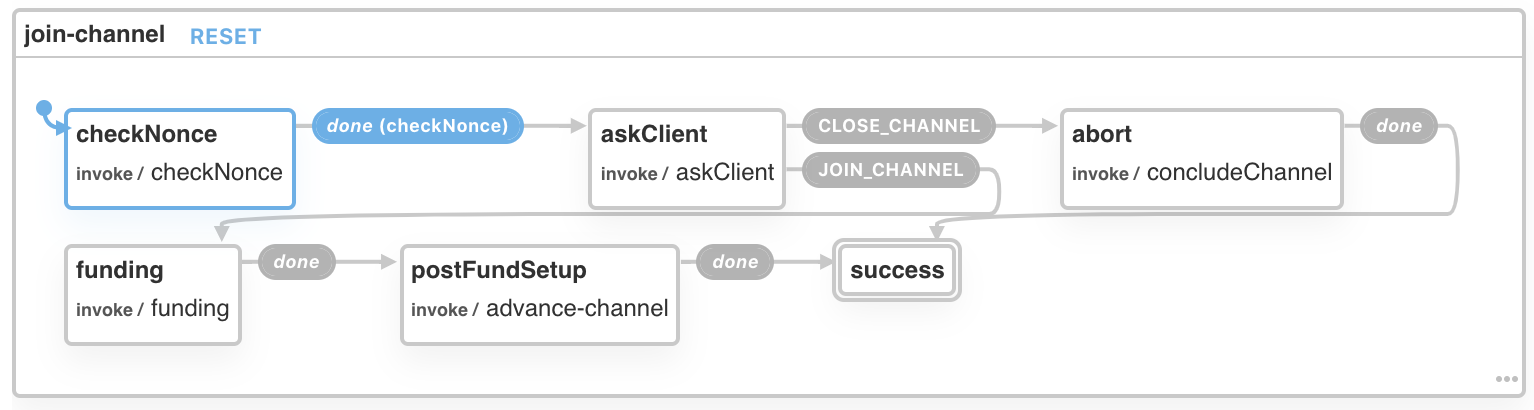 join-channel RESET
checkNonce
invoke / checkNonce
done (checkNonce)
askClient
invoke / askClient
CLOSE_CHANNEL
JOIN_CHANNEL
abort
invoke / concludeChannel
done
funding
invoke / funding
done
postFundSetup
invoke / advance-channel
done
success